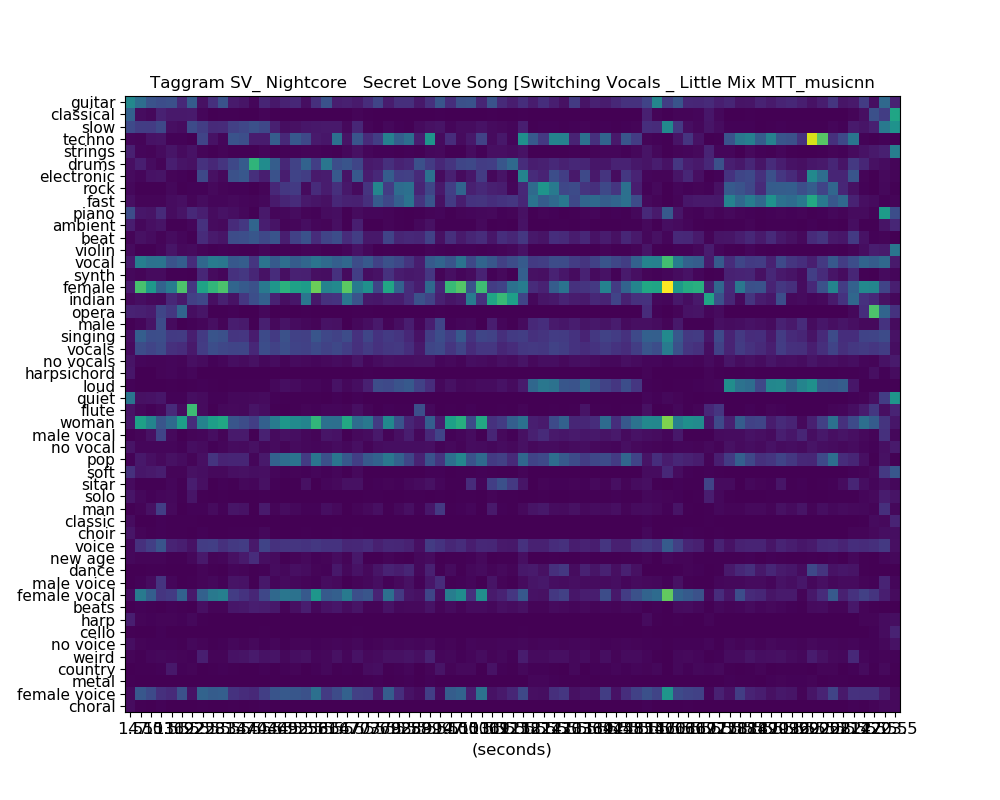 Taggram SV_ Nightcore   Secret Love Song [Switching Vocals _ Little Mix MTT_musicnn
guitar
classical
slow
techno
strings
drums
electronic
rock
fast
piano
ambient
beat
violin
vocal
synth
female
indian
opera
male
singing
vocals
no vocals
harpsichord
loud
quiet
flute
woman
male vocal
no vocal
pop
soft
sitar
solo
man
classic
choir
voice
new age
dance
male voice
female vocal
beats
harp
cello
no voice
weird
country
metal
female voice
choral
(seconds)